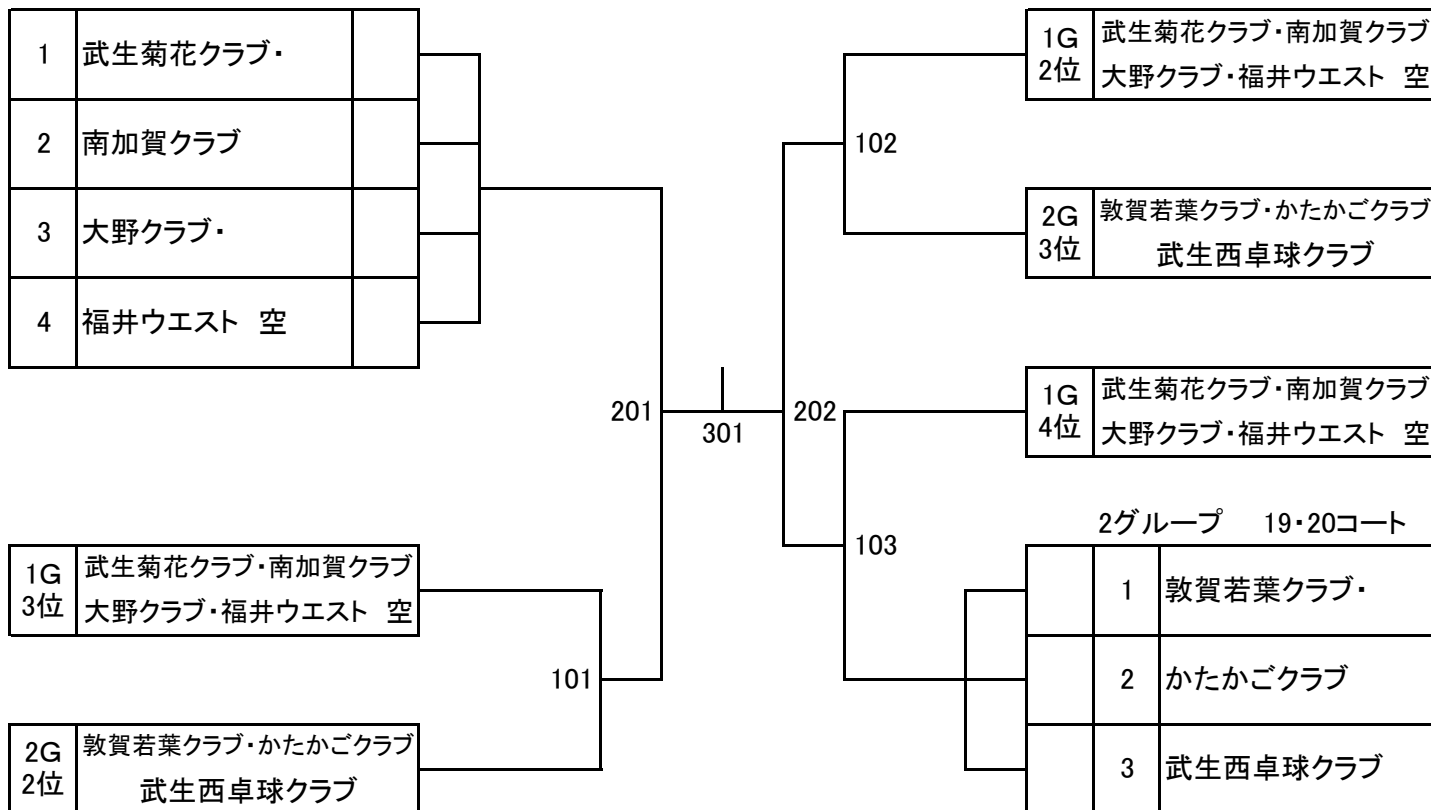 1 武生菊花クラブ・
2 南加賀クラブ
3 大野クラブ・
4 福井ウエスト　空
201
1G 武生菊花クラブ・南加賀クラブ
3位 大野クラブ・福井ウエスト　空
101
2G 敦賀若葉クラブ・かたかごクラブ
2位 武生西卓球クラブ
301
1G 武生菊花クラブ・南加賀クラブ
2位 大野クラブ・福井ウエスト　空
102
2G 敦賀若葉クラブ・かたかごクラブ
3位 武生西卓球クラブ
202
1G 武生菊花クラブ・南加賀クラブ
4位 大野クラブ・福井ウエスト　空
103
2グループ　19・20コート
1 敦賀若葉クラブ・
2 かたかごクラブ
3 武生西卓球クラブ